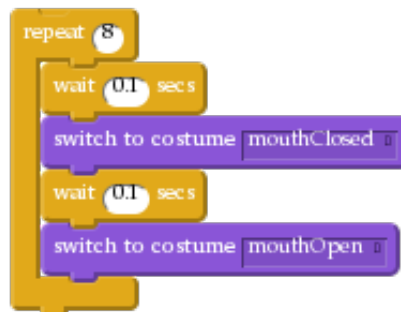 repeat 8
wait 0.1 secs
switch to costume mouthClosed
wait 0.1 secs
switch to costume mouthOpen